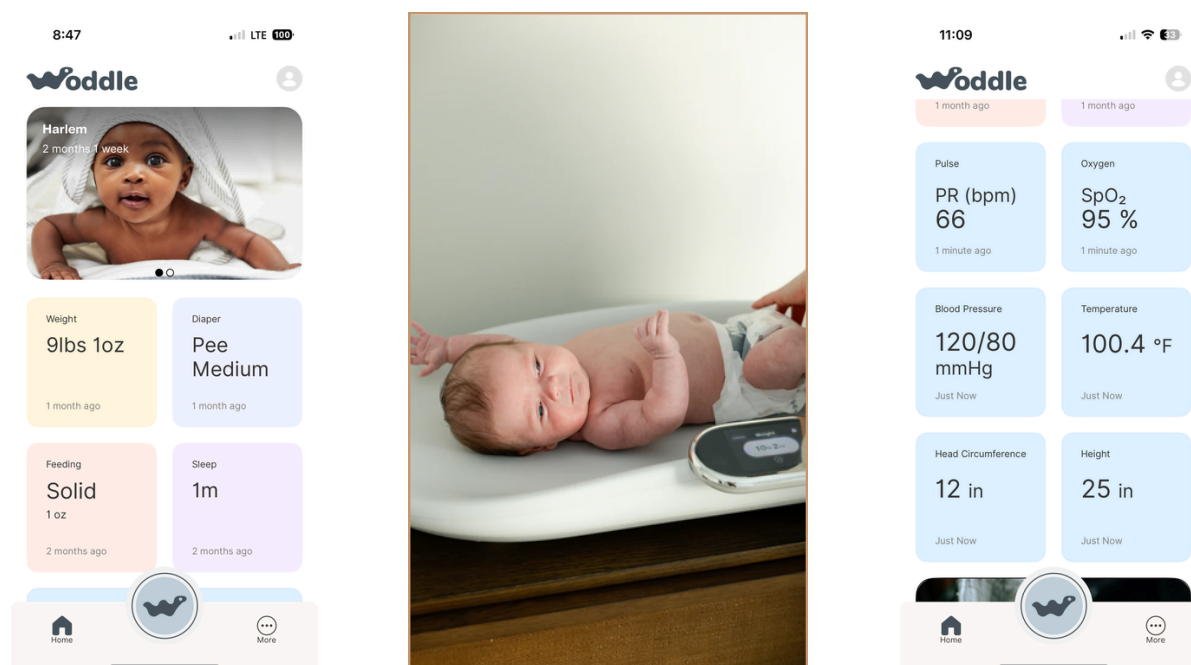 8:47
LTE 100
Woddle
Harlem
2 months 1 week
Weight
9lbs 1oz
1 month ago
Diaper
Pee
Medium
1 month ago
Feeding
Solid
1 oz
2 months ago
Sleep
1m
2 months ago
Home
More
Weight
11:09
33
Woddle
1 month ago
1 month ago
Pulse
PR (bpm)
66
1 minute ago
Oxygen
SpO₂
95 %
1 minute ago
Blood Pressure
120/80
mmHg
Just Now
Temperature
100.4 °F
Just Now
Head Circumference
12 in
Just Now
Height
25 in
Just Now
Home
More